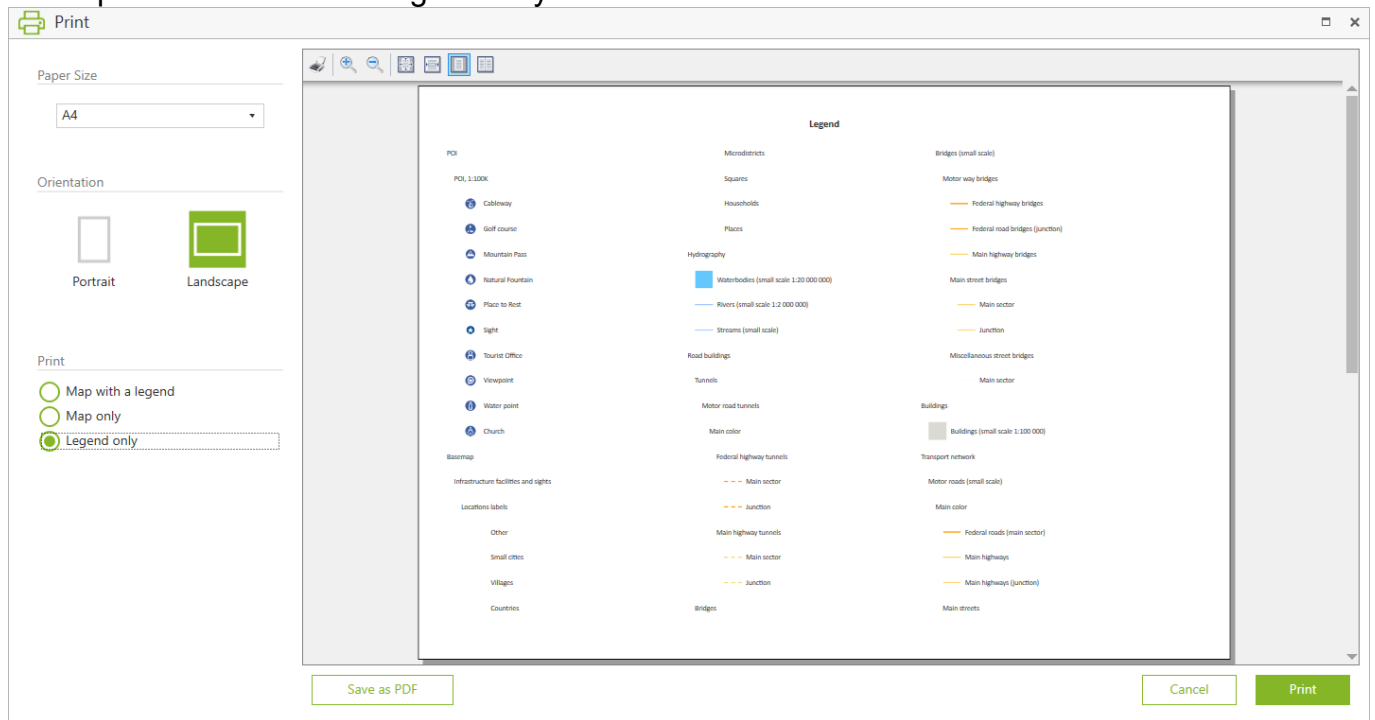 Print
Paper Size
A4
Orientation
Portrait
Landscape
Print
Map with a legend
Map only
Legend only
Legend
POI
POI, 1:100K
Cableway
Golf course
Mountain Pass
Natural Fountain
Place to Rest
Sight
Tourist Office
Viewpoint
Water point
Church
Basemap
Infrastructure facilities and sights
Locations labels
Other
Small cities
Villages
Countries
Microdistricts
Squares
Households
Places
Hydrography
Waterbodies (small scale 1:20 000 000)
Rivers (small scale 1:2 000 000)
Streams (small scale)
Road buildings
Tunnels
Motor road tunnels
Main color
Federal highway tunnels
Main sector
Junction
Main highway tunnels
Main sector
Junction
Bridges
Bridges (small scale)
Motor way bridges
Federal highway bridges
Federal road bridges (junction)
Main highway bridges
Main street bridges
Main sector
Junction
Miscellaneous street bridges
Main sector
Buildings
Buildings (small scale 1:100 000)
Transport network
Motor roads (small scale)
Main color
Federal roads (main sector)
Main highways
Main highways (junction)
Main streets
Save as PDF
Cancel
Print